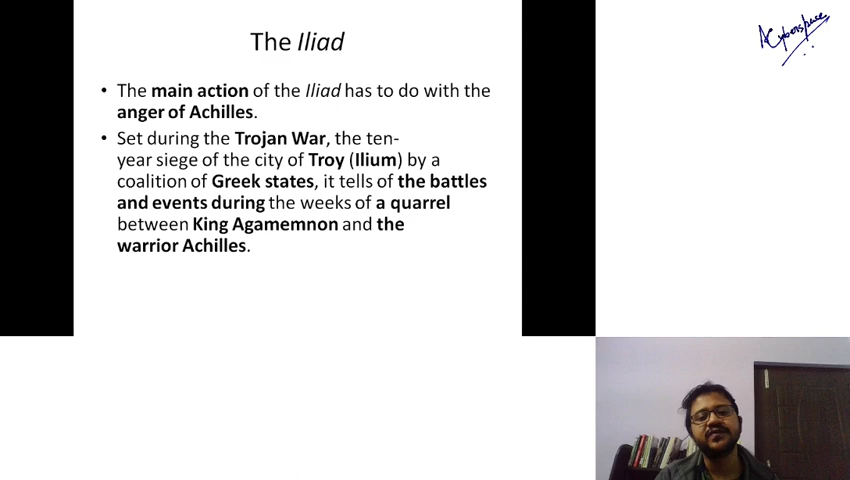 The Iliad
• The main action of the Iliad has to do with the
anger of Achilles.
• Set during the Trojan War, the ten-
year siege of the city of Troy (Ilium) by a
coalition of Greek states, it tells of the battles
and events during the weeks of a quarrel
between King Agamemnon and the
warrior Achilles.